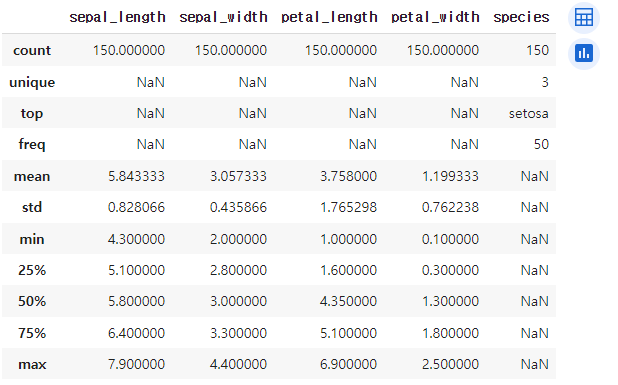 sepal_length sepal_width petal_length petal_width species
count 150.000000 150.000000 150.000000 150.000000 150
unique NaN NaN NaN NaN 3
top NaN NaN NaN NaN setosa
freq NaN NaN NaN NaN 50
mean 5.843333 3.057333 3.758000 1.199333 NaN
std 0.828066 0.435866 1.765298 0.762238 NaN
min 4.300000 2.000000 1.000000 0.100000 NaN
25% 5.100000 2.800000 1.600000 0.300000 NaN
50% 5.800000 3.000000 4.350000 1.300000 NaN
75% 6.400000 3.300000 5.100000 1.800000 NaN
max 7.900000 4.400000 6.900000 2.500000 NaN